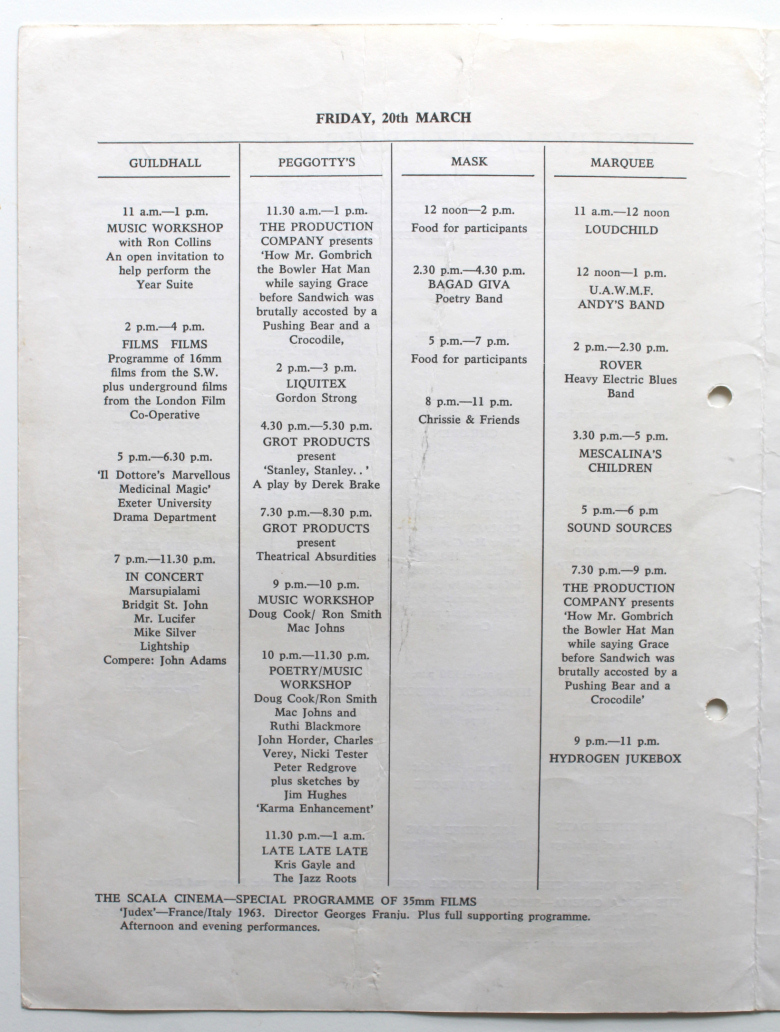 FRIDAY, 20th MARCH
GUILDHALL
11 a.m.—1 p.m.
MUSIC WORKSHOP
with Ron Collins
An open invitation to
help perform the
Year Suite
2 p.m.—4 p.m.
FILMS FILMS
Programme of 16mm
films from the S.W.
plus underground films
from the London Film
Co-Operative
5 p.m.—6.30 p.m.
'Il Dottore's Marvellous
Medicinal Magic'
Exeter University
Drama Department
7 p.m.—11.30 p.m.
IN CONCERT
Marsupialami
Bridgit St. John
Mr. Lucifer
Mike Silver
Lightship
Compere: John Adams
PEGGOTTY'S
11.30 a.m.—1 p.m.
THE PRODUCTION
COMPANY presents
'How Mr. Gombrich
the Bowler Hat Man
while saying Grace
before Sandwich was
brutally accosted by a
Pushing Bear and a
Crocodile,
2 p.m.—3 p.m.
LIQUITEX
Gordon Strong
4.30 p.m.—5.30 p.m.
GROT PRODUCTS
present
'Stanley, Stanley. . '
A play by Derek Brake
7.30 p.m.—8.30 p.m.
GROT PRODUCTS
present
Theatrical Absurdities
9 p.m.—10 p.m.
MUSIC WORKSHOP
Doug Cook/ Ron Smith
Mac Johns
10 p.m.—11.30 p.m.
POETRY/MUSIC
WORKSHOP
Doug Cook/Ron Smith
Mac Johns and
Ruthi Blackmore
John Horder, Charles
Verey, Nicki Tester
Peter Redgrove
plus sketches by
Jim Hughes
'Karma Enhancement'
11.30 p.m.—1 a.m.
LATE LATE LATE
Kris Gayle and
The Jazz Roots
MASK
12 noon—2 p.m.
Food for participants
2.30 p.m.—4.30 p.m.
BAGAD GIVA
Poetry Band
5 p.m.—7 p.m.
Food for participants
8 p.m.—11 p.m.
Chrissie & Friends
MARQUEE
11 a.m.—12 noon
LOUDCHILD
12 noon—1 p.m.
U.A.W.M.F.
ANDY'S BAND
2 p.m.—2.30 p.m.
ROVER
Heavy Electric Blues
Band
3.30 p.m.—5 p.m.
MESCALINA'S
CHILDREN
5 p.m.—6 p.m
SOUND SOURCES
7.30 p.m.—9 p.m.
THE PRODUCTION
COMPANY presents
'How Mr. Gombrich
the Bowler Hat Man
while saying Grace
before Sandwich was
brutally accosted by a
Pushing Bear and a
Crocodile'
9 p.m.—11 p.m.
HYDROGEN JUKEBOX
THE SCALA CINEMA—SPECIAL PROGRAMME OF 35mm FILMS
'Judex'—France/Italy 1963. Director Georges Franju. Plus full supporting programme.
Afternoon and evening performances.